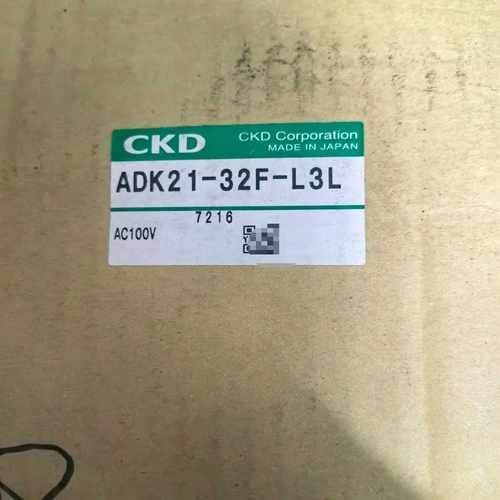 CKD
CKD Corporation
MADE IN JAPAN
ADK21-32F-L3L
7216
AC100V